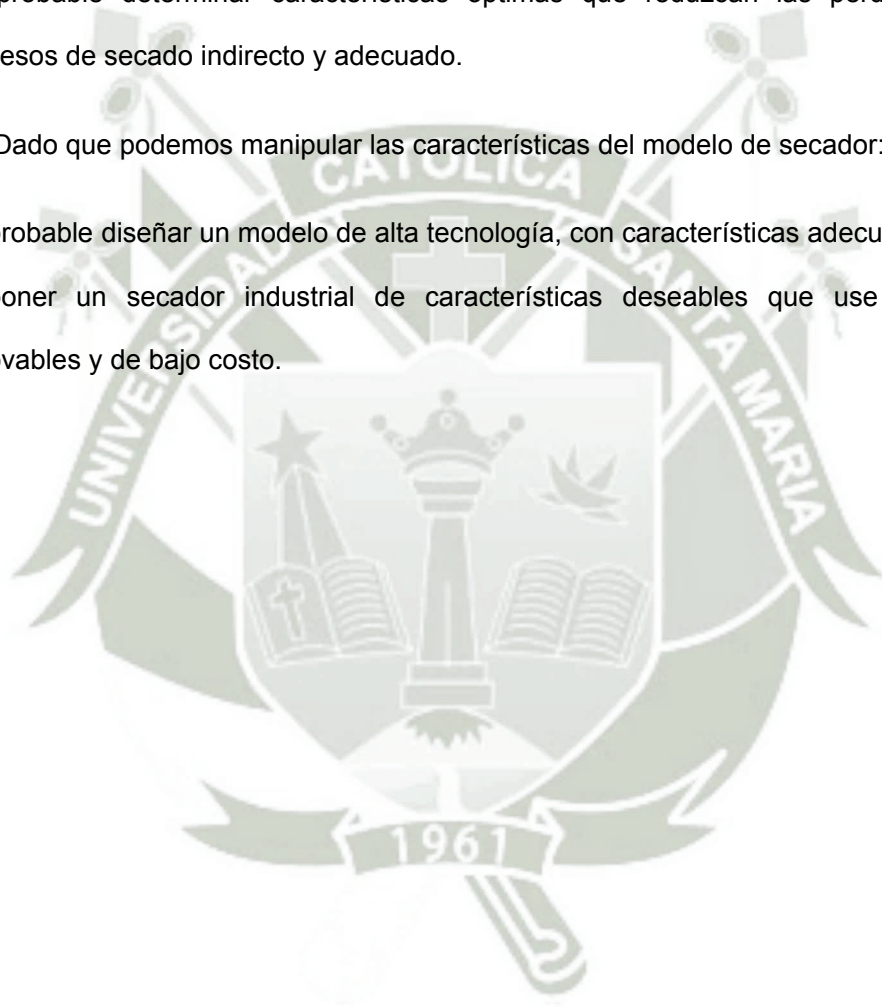 probable determinar características óptimas que reduzcan las
esos de secado indirecto y adecuado.
Dado que podemos manipular las características del modelo de secador:
probable diseñar un modelo de alta tecnología, con características
oner un secador industrial de características deseables que use
vables y de bajo costo.
UNIVERSIDAD CATOLICA SANTA MARIA
1961